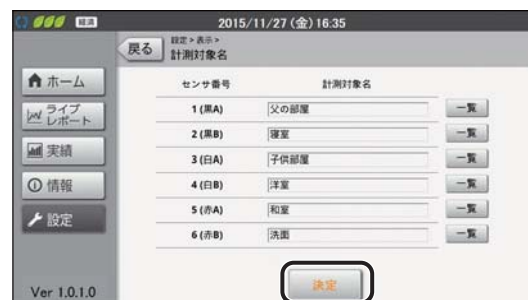 経済 2015/11/27(金)16:35
戻る
設定 > 表示 >
計測対象名
ホーム
ライブ
レポート
実績
情報
設定
Ver 1.0.1.0
センサ番号 計測対象名
1 (黒A) 父の部屋 一覧
2 (黒B) 寝室 一覧
3 (白A) 子供部屋 一覧
4 (白B) 洋室 一覧
5 (赤A) 和室 一覧
6 (赤B) 洗面 一覧
決定